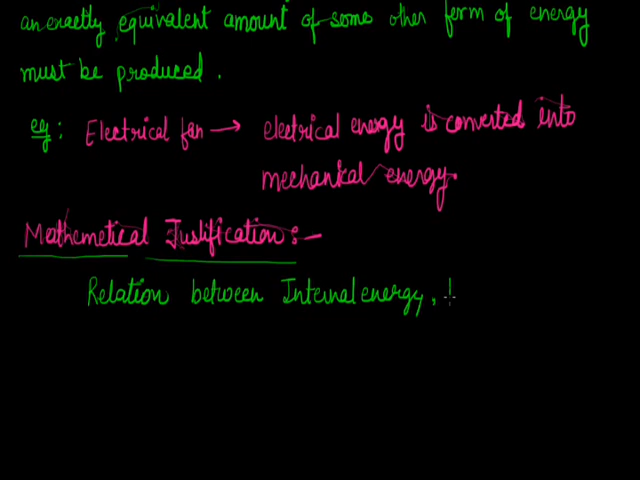 an exactly equivalent amount of some other form of energy
must be produced.
eg: Electrical fan → electrical energy is converted into
mechanical energy.
Mathemetical Justification:-
Relation between Internal energy,